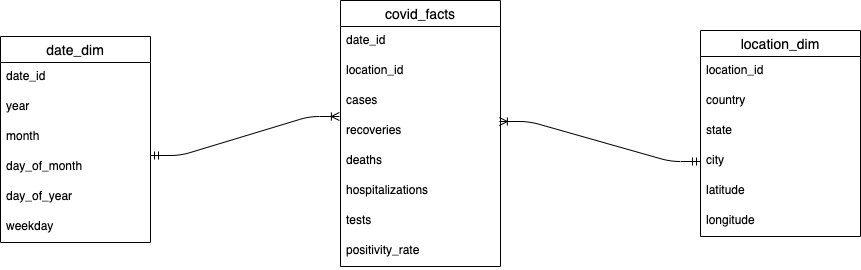 date_dim
date_id
year
month
day_of_month
day_of_year
weekday
covid_facts
date_id
location_id
cases
recoveries
deaths
hospitalizations
tests
positivity_rate
location_dim
location_id
country
state
city
latitude
longitude